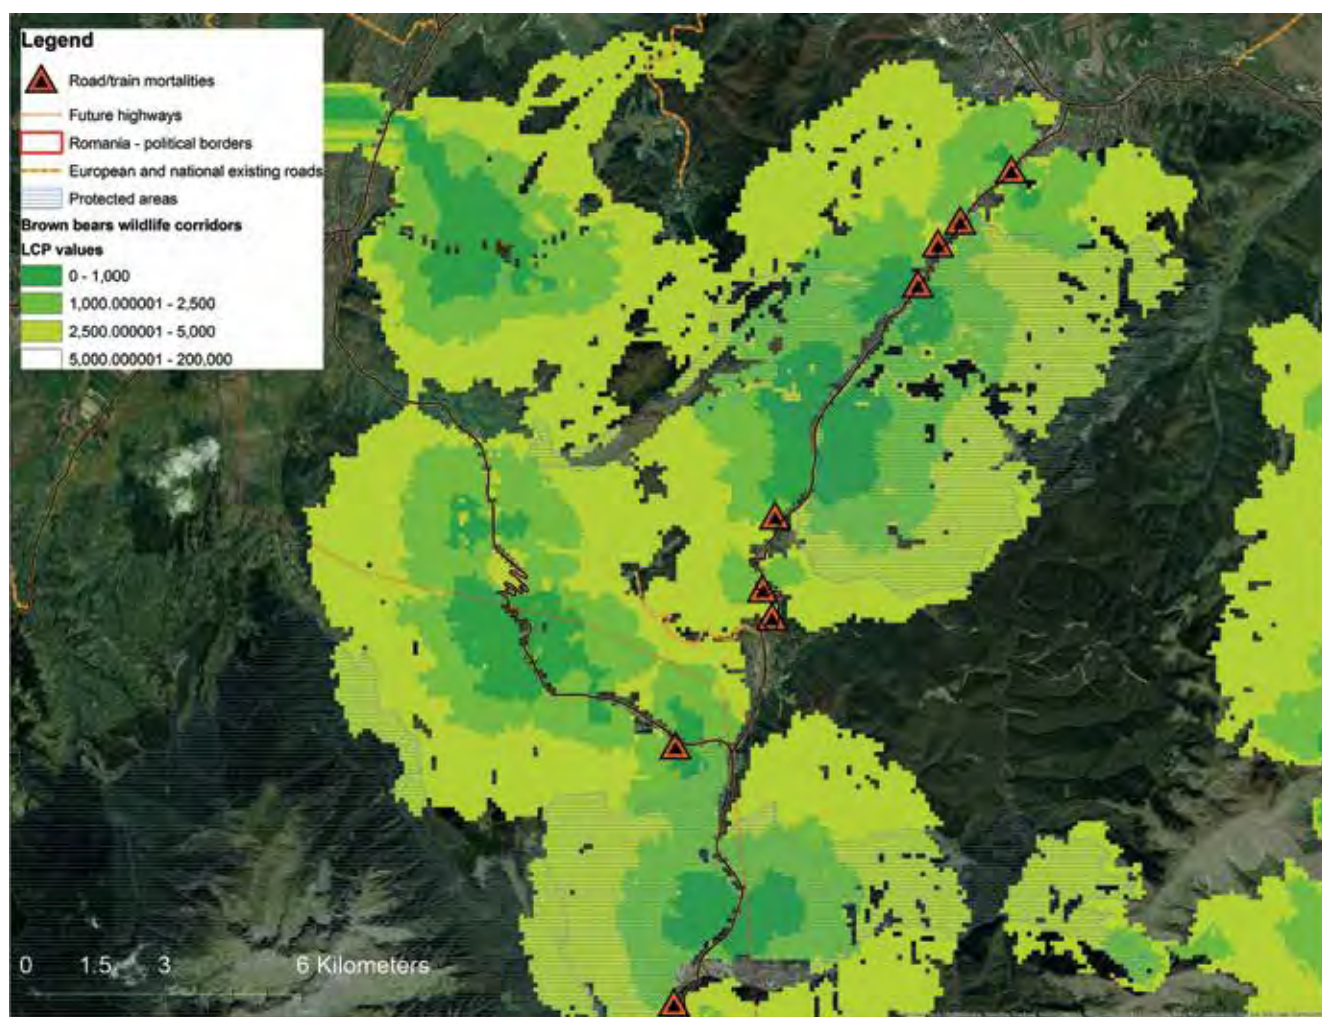 Legend
Road/train mortalities
Future highways
Romania - political borders
European and national existing roads
Protected areas
Brown bears wildlife corridors
LCP values
0 - 1,000
1,000.000001 - 2,500
2,500.000001 - 5,000
5,000.000001 - 200,000
0 1.5 3 6 Kilometers